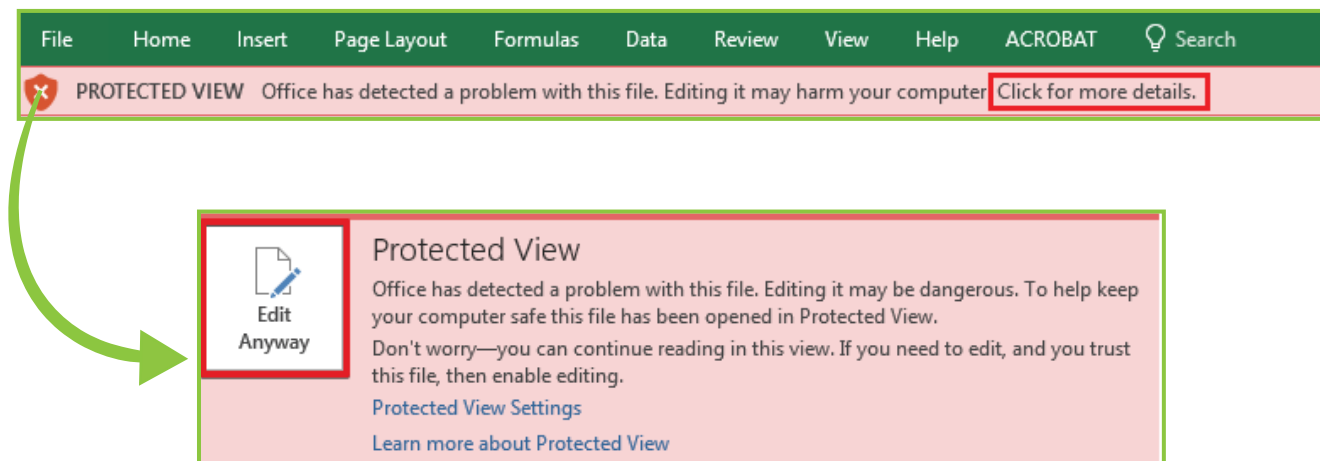 File Home Insert Page Layout Formulas Data Review View Help ACROBAT Search
PROTECTED VIEW Office has detected a problem with this file. Editing it may harm your computer Click for more details.
Edit
Anyway
Protected View
Office has detected a problem with this file. Editing it may be dangerous. To help keep
your computer safe this file has been opened in Protected View.
Don't worry—you can continue reading in this view. If you need to edit, and you trust
this file, then enable editing.
Protected View Settings
Learn more about Protected View